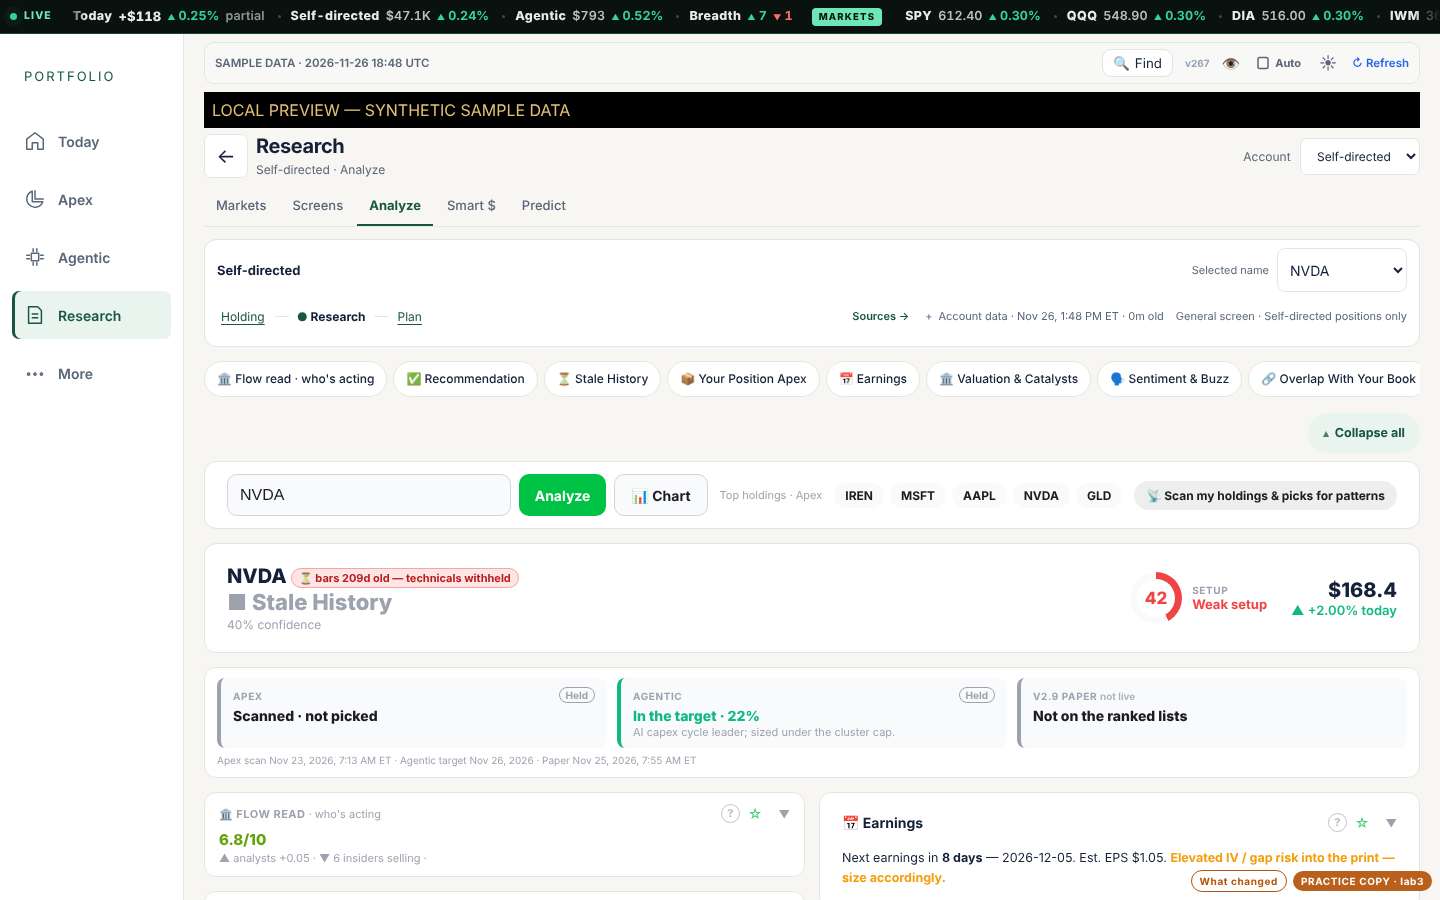 LIVE Today +$118 ▲ 0.25% partial · Self-directed $47.1K ▲ 0.24% · Agentic $793 ▲ 0.52% · Breadth ▲ 7 ▼ 1 MARKETS SPY 612.40 ▲ 0.30% · QQQ 548.90 ▲ 0.30% · DIA 516.00 ▲ 0.30% · IWM
PORTFOLIO
Today
Apex
Agentic
Research
More
SAMPLE DATA · 2026-11-26 18:48 UTC
🔍 Find v267 Auto ↻ Refresh
LOCAL PREVIEW — SYNTHETIC SAMPLE DATA
← Research
Self-directed · Analyze
Account Self-directed
Markets Screens Analyze Smart $ Predict
Self-directed
Selected name NVDA
Holding — ● Research — Plan
Sources → + Account data · Nov 26, 1:48 PM ET · 0m old General screen · Self-directed positions only
🏛️ Flow read · who's acting ✅ Recommendation ⏳ Stale History 📦 Your Position Apex 📅 Earnings 🏛️ Valuation & Catalysts 🗣️ Sentiment & Buzz 🔗 Overlap With Your Book
▲ Collapse all
NVDA Analyze 📊 Chart Top holdings · Apex IREN MSFT AAPL NVDA GLD 📡 Scan my holdings & picks for patterns
NVDA ⏳ bars 209d old — technicals withheld
■ Stale History
40% confidence
42 SETUP
Weak setup
$168.4
▲ +2.00% today
APEX Held
Scanned · not picked
AGENTIC Held
In the target · 22%
AI capex cycle leader; sized under the cluster cap.
V2.9 PAPER not live
Not on the ranked lists
Apex scan Nov 23, 2026, 7:13 AM ET · Agentic target Nov 26, 2026 · Paper Nov 25, 2026, 7:55 AM ET
🏛️ FLOW READ · who's acting ? ☆ ▼
6.8/10
▲ analysts +0.05 · ▼ 6 insiders selling ·
📅 Earnings ? ☆ ▼
Next earnings in 8 days — 2026-12-05. Est. EPS $1.05. Elevated IV / gap risk into the print —
size accordingly.
What changed PRACTICE COPY · lab3